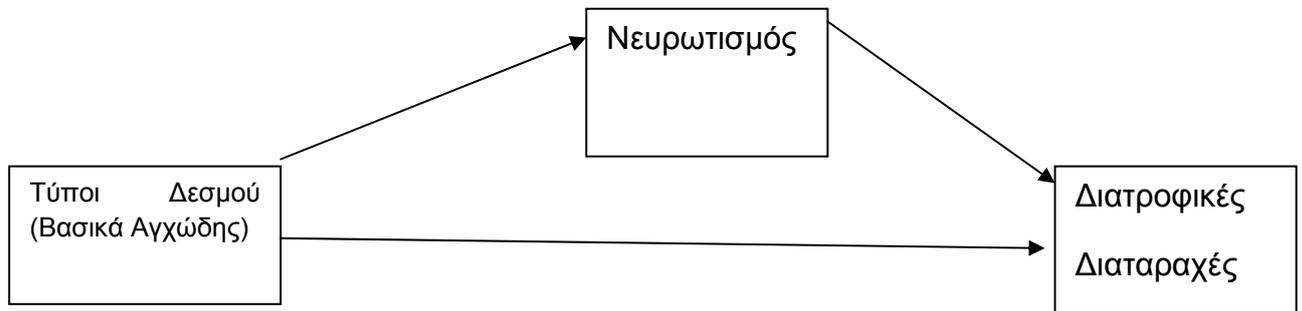 Νευρωτισμός
Τύποι Δεσμού
(Βασικά Αγχώδης)
Διατροφικές
Διαταραχές